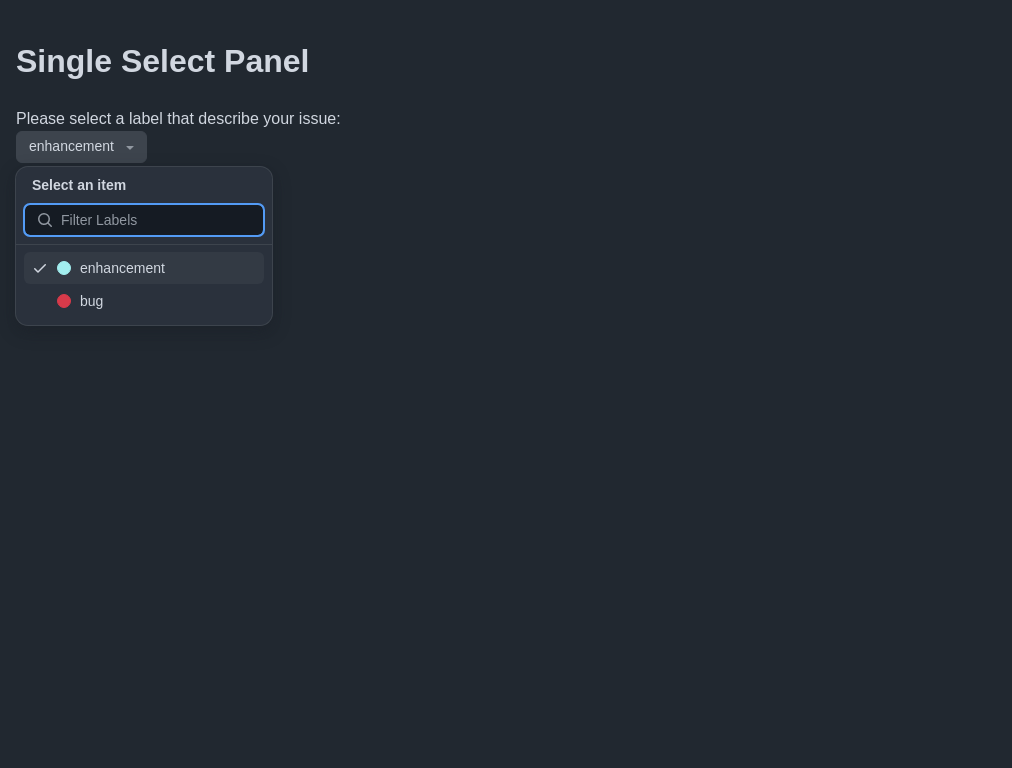 Single Select Panel
Please select a label that describe your issue:
enhancement
Select an item
Filter Labels
enhancement
bug